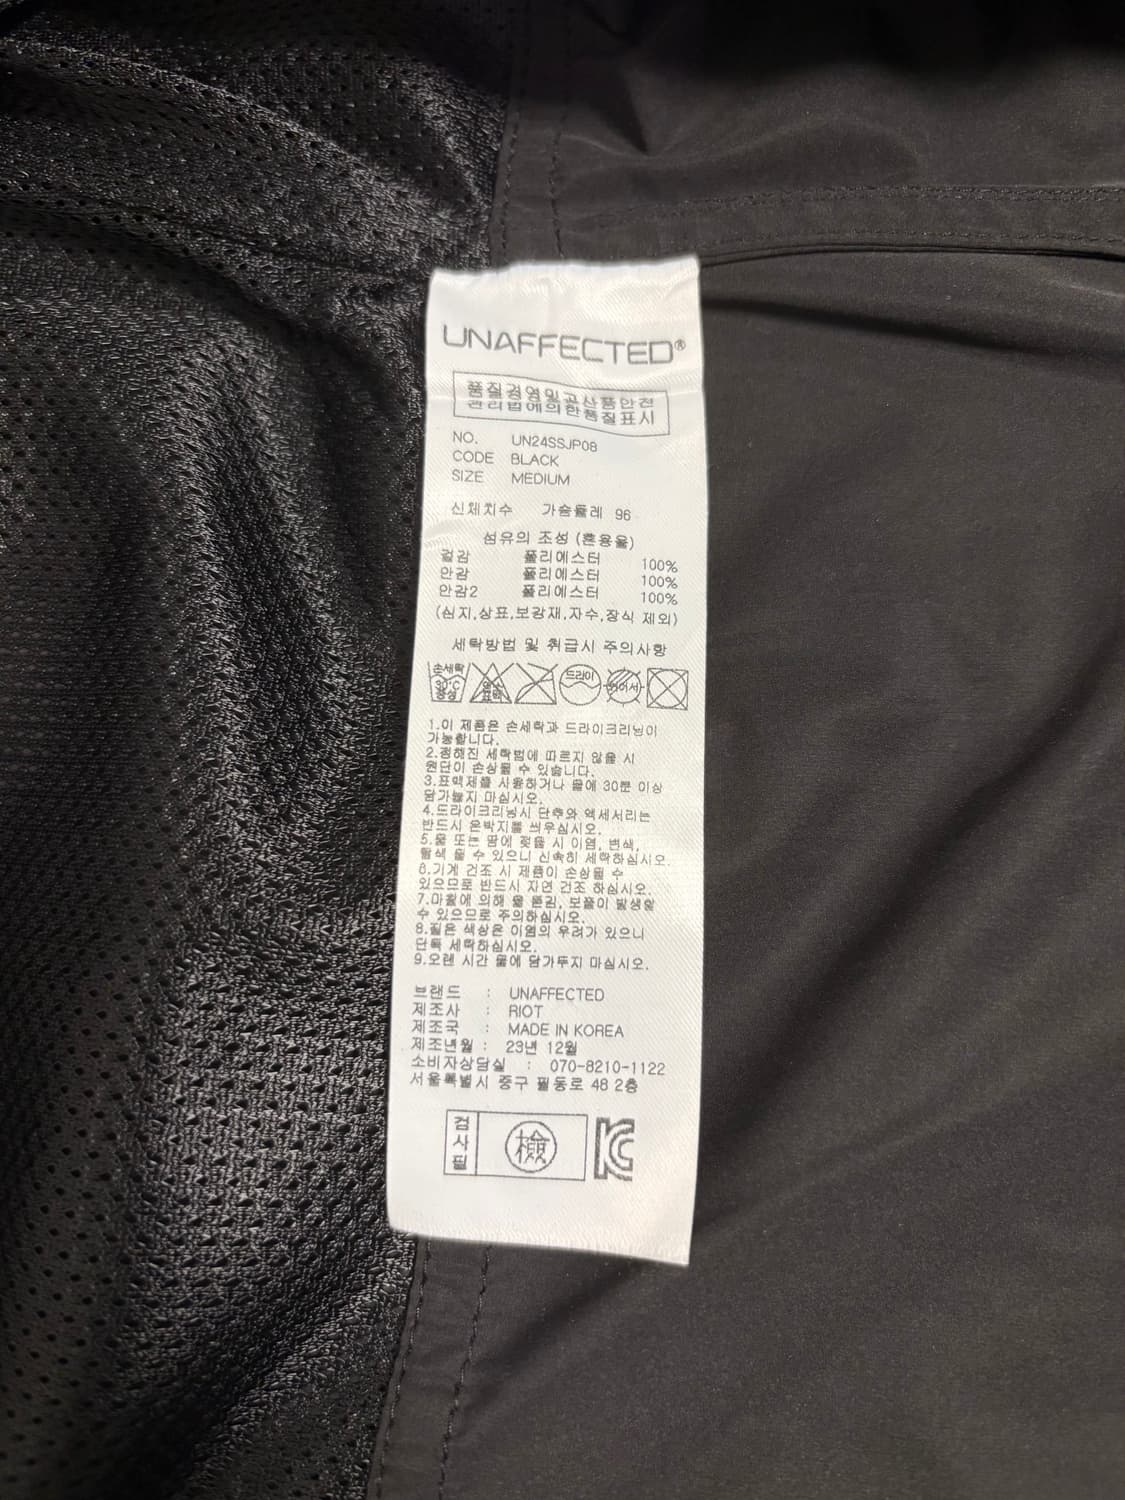 UNAFFECTED®
품질경영및공산품안전
관리법에의한품질표시
NO. UN24SSJP08
CODE BLACK
SIZE MEDIUM
신체치수 가슴둘레 96
섬유의 조성 (혼용율)
겉감 폴리에스터 100%
안감 폴리에스터 100%
안감2 폴리에스터 100%
(심지,상표,보강재,자수,장식 제외)
세탁방법 및 취급시 주의사항
손세탁 30℃ 중성 드라이
1.이 제품은 손세탁과 드라이크리닝이
가능합니다.
2.정해진 세탁법에 따르지 않을 시
원단이 손상될 수 있습니다.
3.표백제를 사용하거나 물에 30분 이상
담가놓지 마십시오.
4.드라이크리닝시 단추와 액세서리는
반드시 은박지를 씌우십시오.
5.물 또는 땀에 젖을 시 이염, 변색,
탈색 될 수 있으니 신속히 세탁하십시오.
6.기계 건조 시 제품이 손상될 수
있으므로 반드시 자연 건조 하십시오.
7.마찰에 의해 올 뜯김, 보풀이 발생할
수 있으므로 주의하십시오.
8.짙은 색상은 이염의 우려가 있으니
단독 세탁하십시오.
9.오랜 시간 물에 담가두지 마십시오.
브랜드 : UNAFFECTED
제조사 : RIOT
제조국 : MADE IN KOREA
제조년월 : 23년 12월
소비자상담실 : 070-8210-1122
서울특별시 중구 필동로 48 2층
검사필 檢 KC